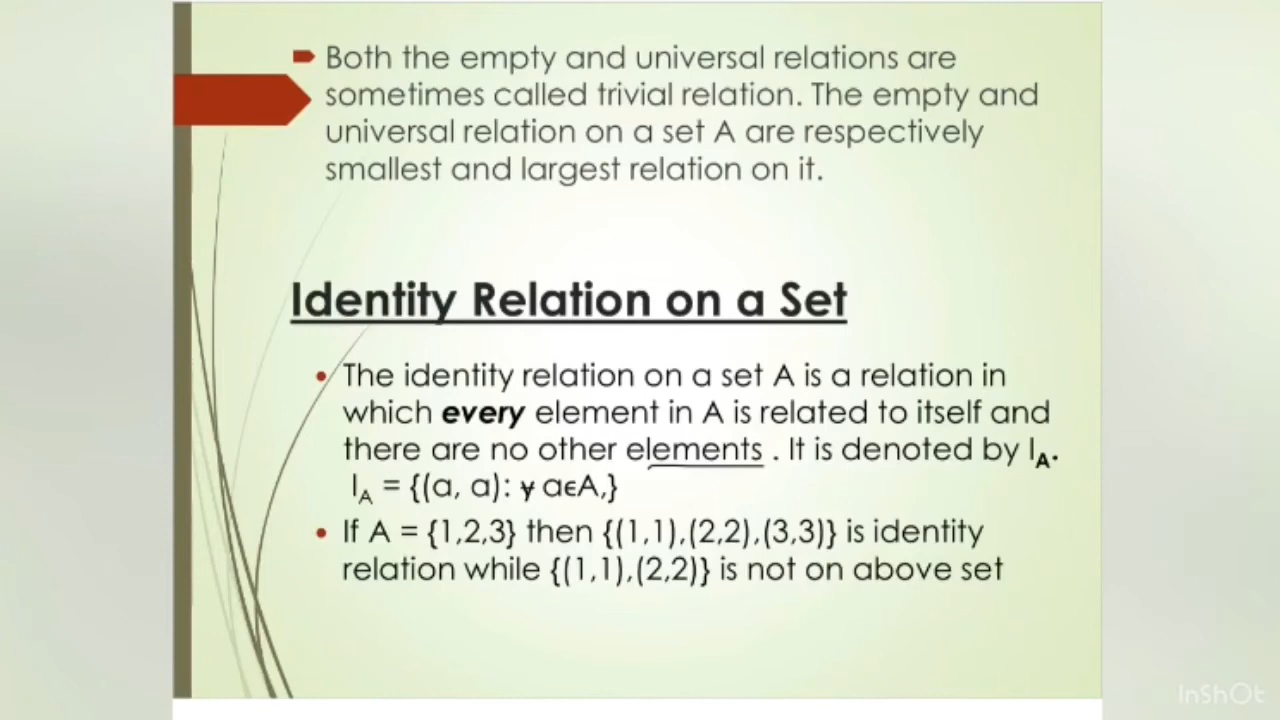 Both the empty and universal relations are
sometimes called trivial relation. The empty and
universal relation on a set A are respectively
smallest and largest relation on it.
Identity Relation on a Set
• The identity relation on a set A is a relation in
which every element in A is related to itself and
there are no other elements . It is denoted by I_A.
I_A = {(a, a): ∀ aϵA,}
• If A = {1,2,3} then {(1,1),(2,2),(3,3)} is identity
relation while {(1,1),(2,2)} is not on above set
InShOt